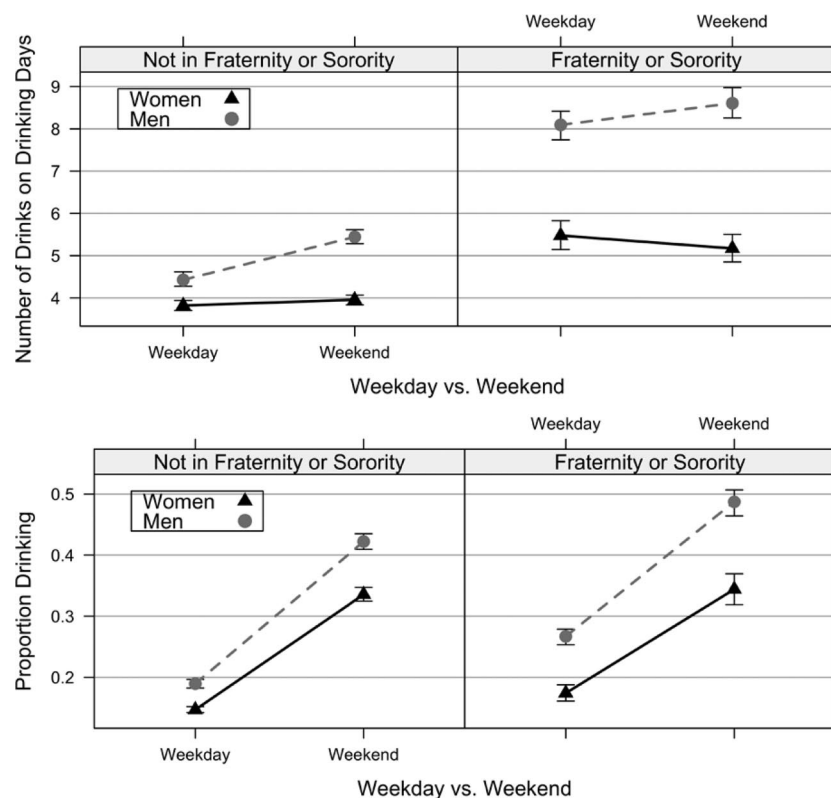 Weekday Weekend
Not in Fraternity or Sorority Fraternity or Sorority
Number of Drinks on Drinking Days
9
8
7
6
5
4
Women
Men
Weekday Weekend
Weekday vs. Weekend
Weekday Weekend
Not in Fraternity or Sorority Fraternity or Sorority
Proportion Drinking
0.5
0.4
0.3
0.2
Women
Men
Weekday Weekend
Weekday vs. Weekend